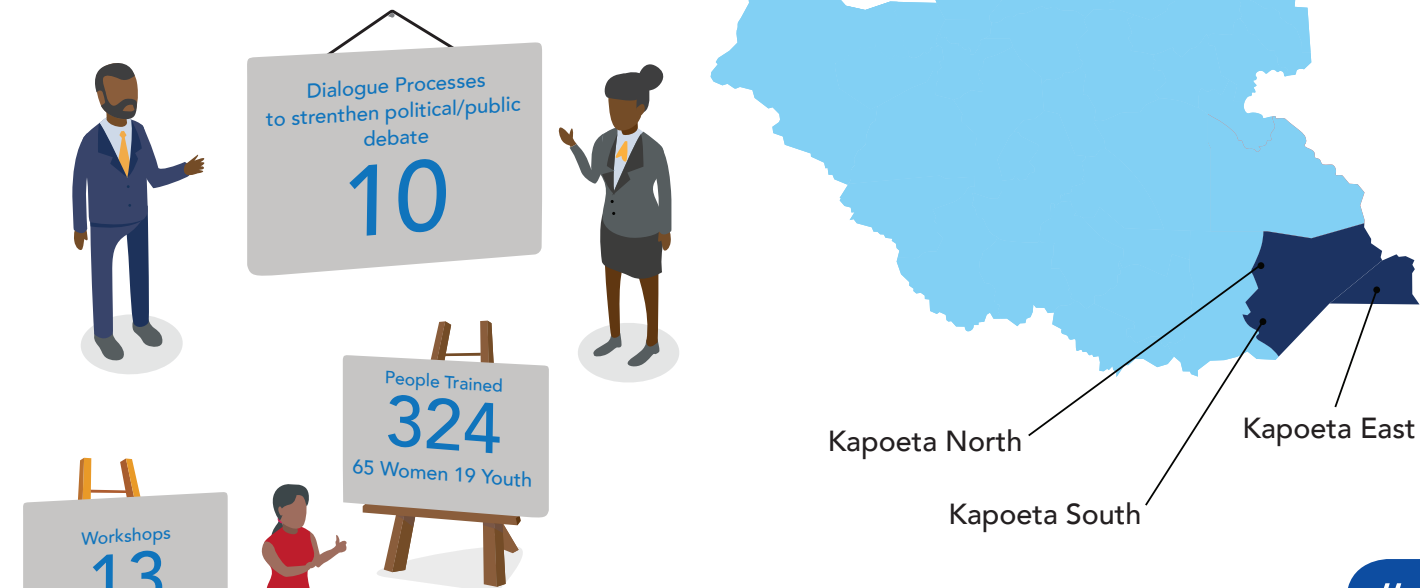 Dialogue Processes
to strenthen political/public
debate
10
People Trained
324
65 Women 19 Youth
Workshops
13
Kapoeta North
Kapoeta East
Kapoeta South